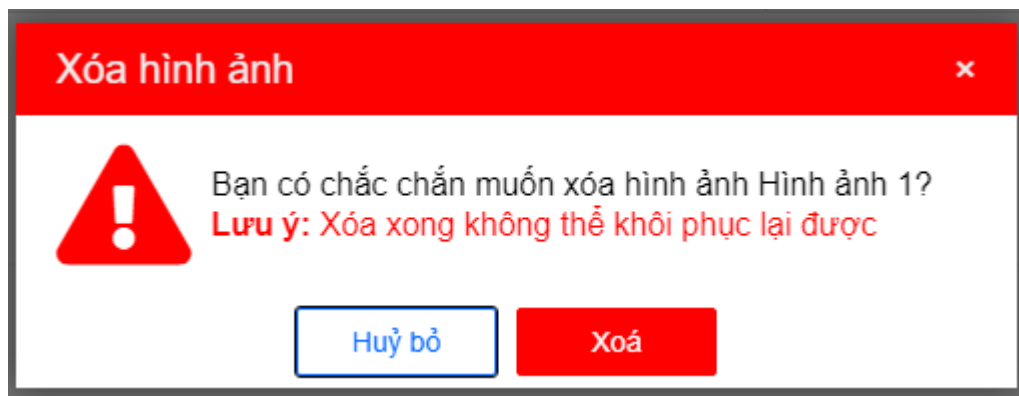 Xóa hình ảnh ×
Bạn có chắc chắn muốn xóa hình ảnh Hình ảnh 1?
Lưu ý: Xóa xong không thể khôi phục lại được
Huỷ bỏ Xoá